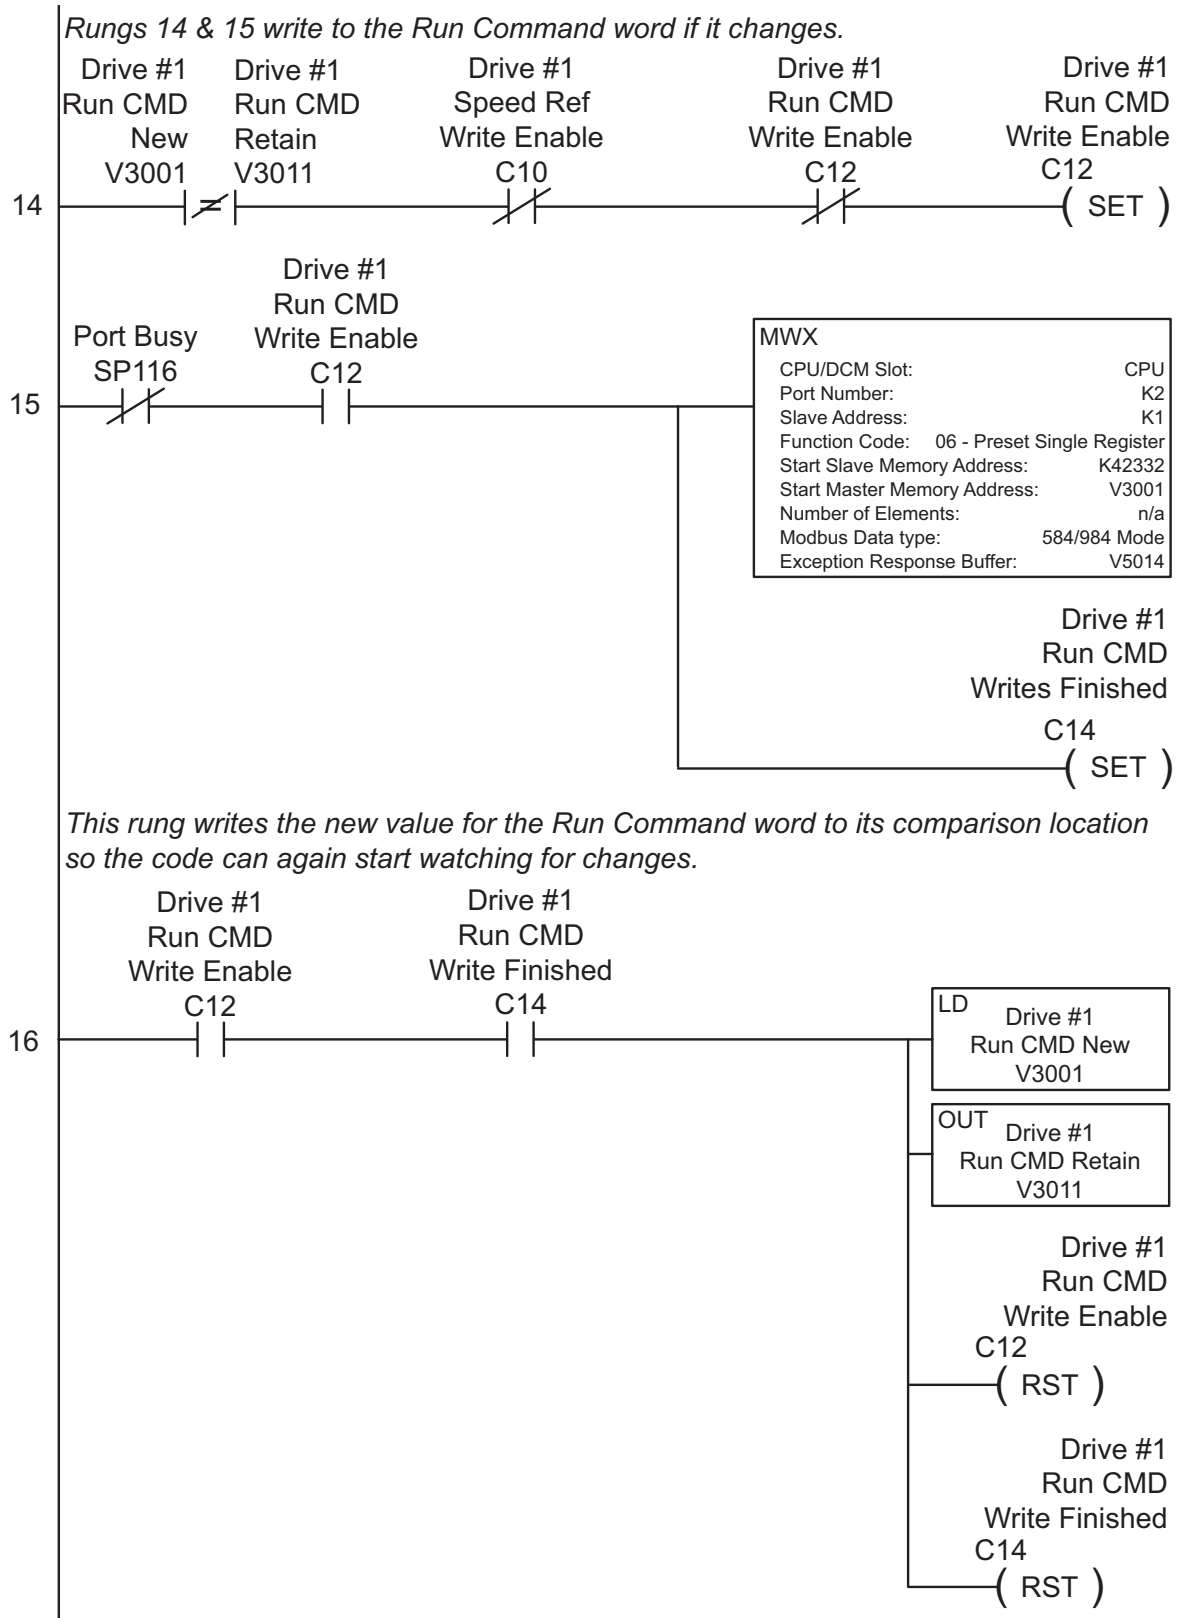 Rungs 14 & 15 write to the Run Command word if it changes.
Drive #1
Run CMD
New
V3001
Drive #1
Run CMD
Retain
V3011
Drive #1
Speed Ref
Write Enable
C10
Drive #1
Run CMD
Write Enable
C12
Drive #1
Run CMD
Write Enable
C12
14
=
( SET )
Port Busy
SP116
Drive #1
Run CMD
Write Enable
C12
15
MWX
CPU/DCM Slot: CPU
Port Number: K2
Slave Address: K1
Function Code: 06 - Preset Single Register
Start Slave Memory Address: K42332
Start Master Memory Address: V3001
Number of Elements: n/a
Modbus Data type: 584/984 Mode
Exception Response Buffer: V5014
Drive #1
Run CMD
Writes Finished
C14
( SET )
This rung writes the new value for the Run Command word to its comparison location
so the code can again start watching for changes.
Drive #1
Run CMD
Write Enable
C12
Drive #1
Run CMD
Write Finished
C14
16
LD
Drive #1
Run CMD New
V3001
OUT
Drive #1
Run CMD Retain
V3011
Drive #1
Run CMD
Write Enable
C12
( RST )
Drive #1
Run CMD
Write Finished
C14
( RST )